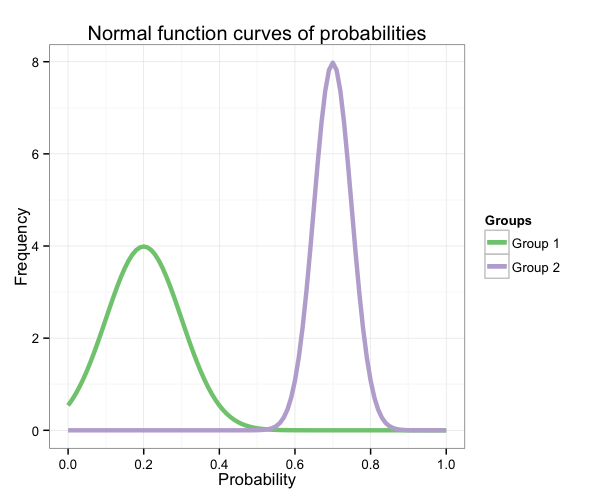 Normal function curves of probabilities
8
6
4
2
0
Frequency
0.0 0.2 0.4 0.6 0.8 1.0
Probability
Groups
Group 1
Group 2